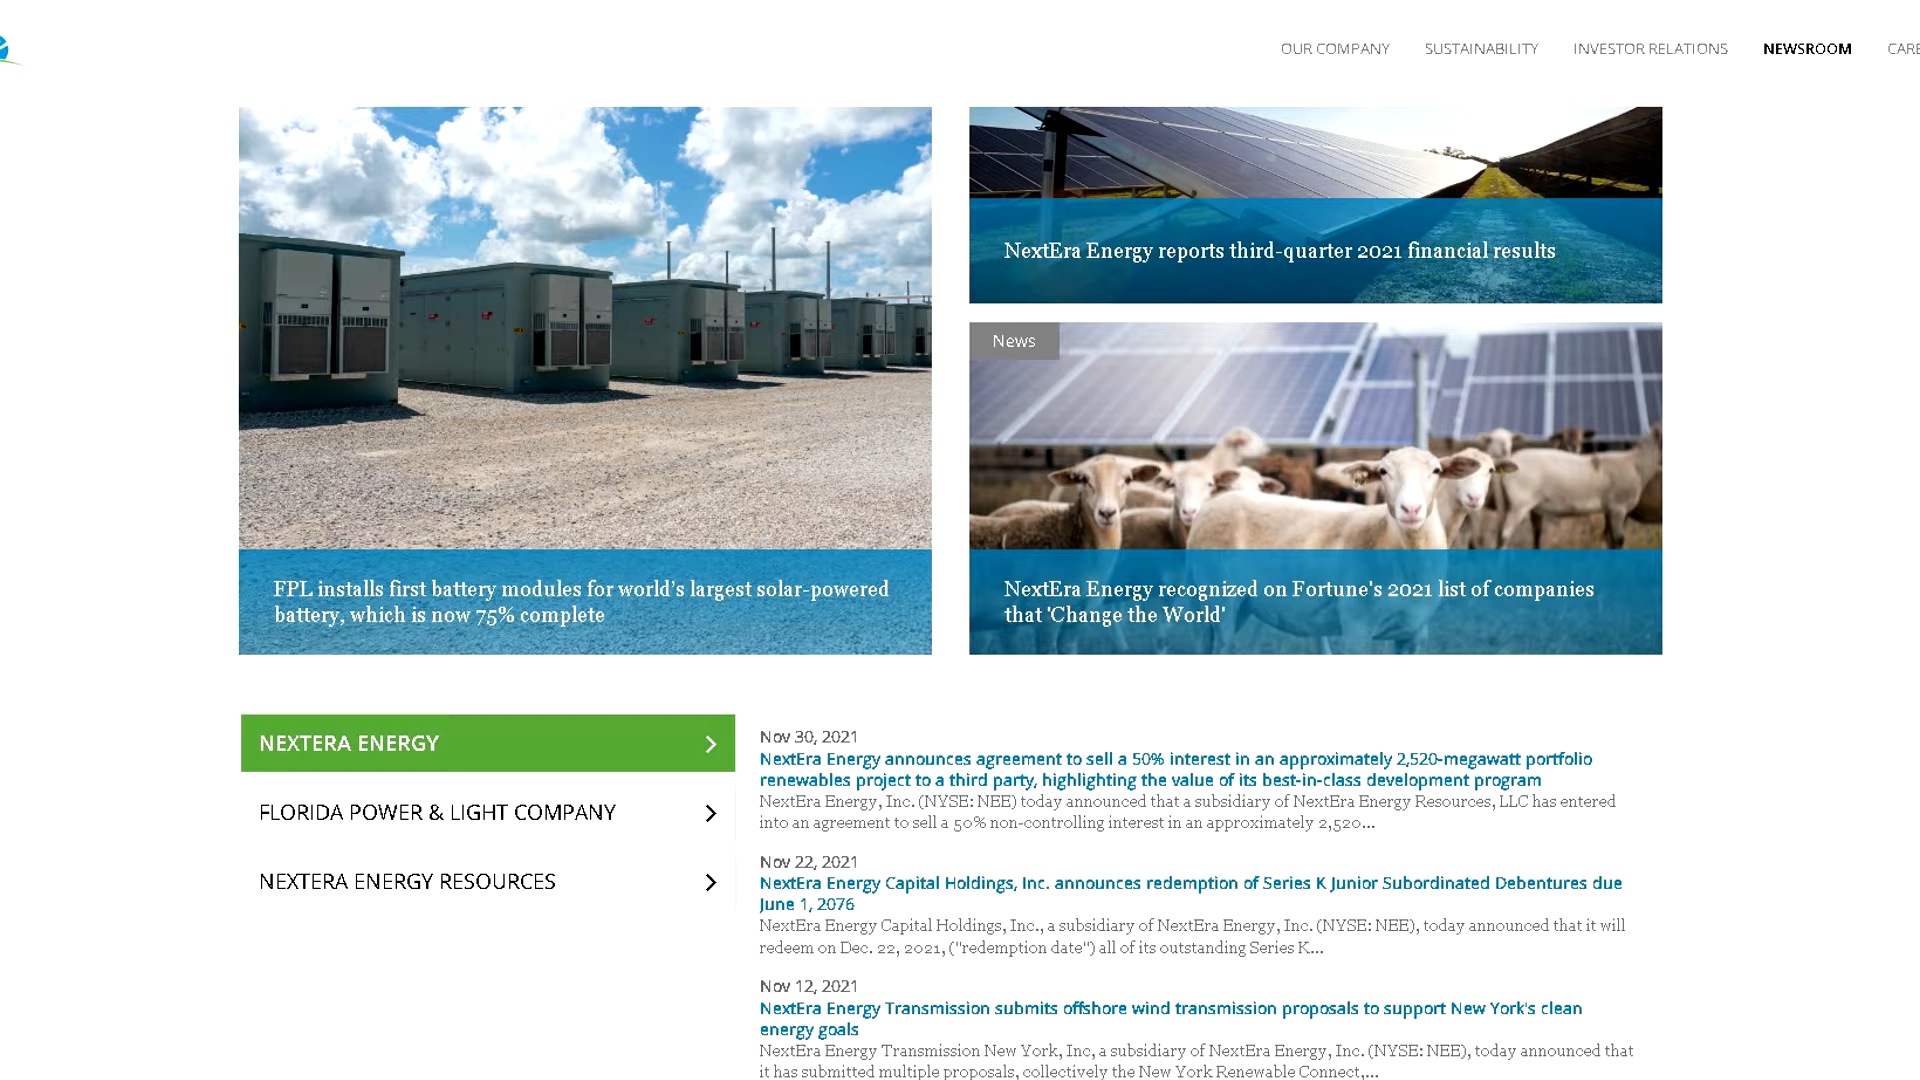 OUR COMPANY SUSTAINABILITY INVESTOR RELATIONS NEWSROOM
NextEra Energy reports third-quarter 2021 financial results
News
FPL installs first battery modules for world's largest solar-powered
battery, which is now 75% complete
NextEra Energy recognized on Fortune's 2021 list of companies
that 'Change the World'
NEXTERA ENERGY
FLORIDA POWER & LIGHT COMPANY
NEXTERA ENERGY RESOURCES
Nov 30, 2021
NextEra Energy announces agreement to sell a 50% interest in an approximately 2,520-megawatt portfolio
renewables project to a third party, highlighting the value of its best-in-class development program
NextEra Energy, Inc. (NYSE: NEE) today announced that a subsidiary of NextEra Energy Resources, LLC has entered
into an agreement to sell a 50% non-controlling interest in an approximately 2,520...
Nov 22, 2021
NextEra Energy Capital Holdings, Inc. announces redemption of Series K Junior Subordinated Debentures due
June 1, 2076
NextEra Energy Capital Holdings, Inc., a subsidiary of NextEra Energy, Inc. (NYSE: NEE), today announced that it will
redeem on Dec. 22, 2021, ("redemption date") all of its outstanding Series K...
Nov 12, 2021
NextEra Energy Transmission submits offshore wind transmission proposals to support New York's clean
energy goals
NextEra Energy Transmission New York, Inc, a subsidiary of NextEra Energy, Inc. (NYSE: NEE), today announced that
it has submitted multiple proposals, collectively the New York Renewable Connect,...